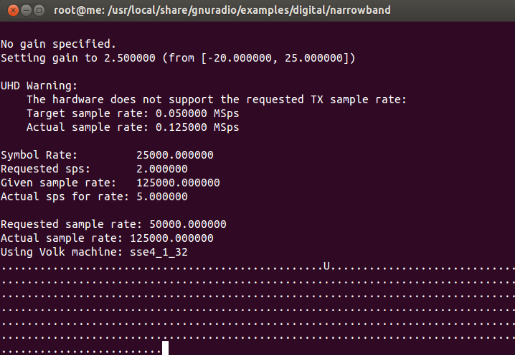 root@me: /usr/local/share/gnuradio/examples/digital/narrowband
No gain specified.
Setting gain to 2.500000 (from [-20.000000, 25.000000])
UHD Warning:
    The hardware does not support the requested TX sample rate:
    Target sample rate: 0.050000 MSps
    Actual sample rate: 0.125000 MSps
Symbol Rate:         25000.000000
Requested sps:       2.000000
Given sample rate:   125000.000000
Actual sps for rate: 5.000000
Requested sample rate: 50000.000000
Actual sample rate: 125000.000000
Using Volk machine: sse4_1_32
..................................................U.............................
................................................................................
................................................................................
................................................................................
................................................................................
................................................................................
.........................